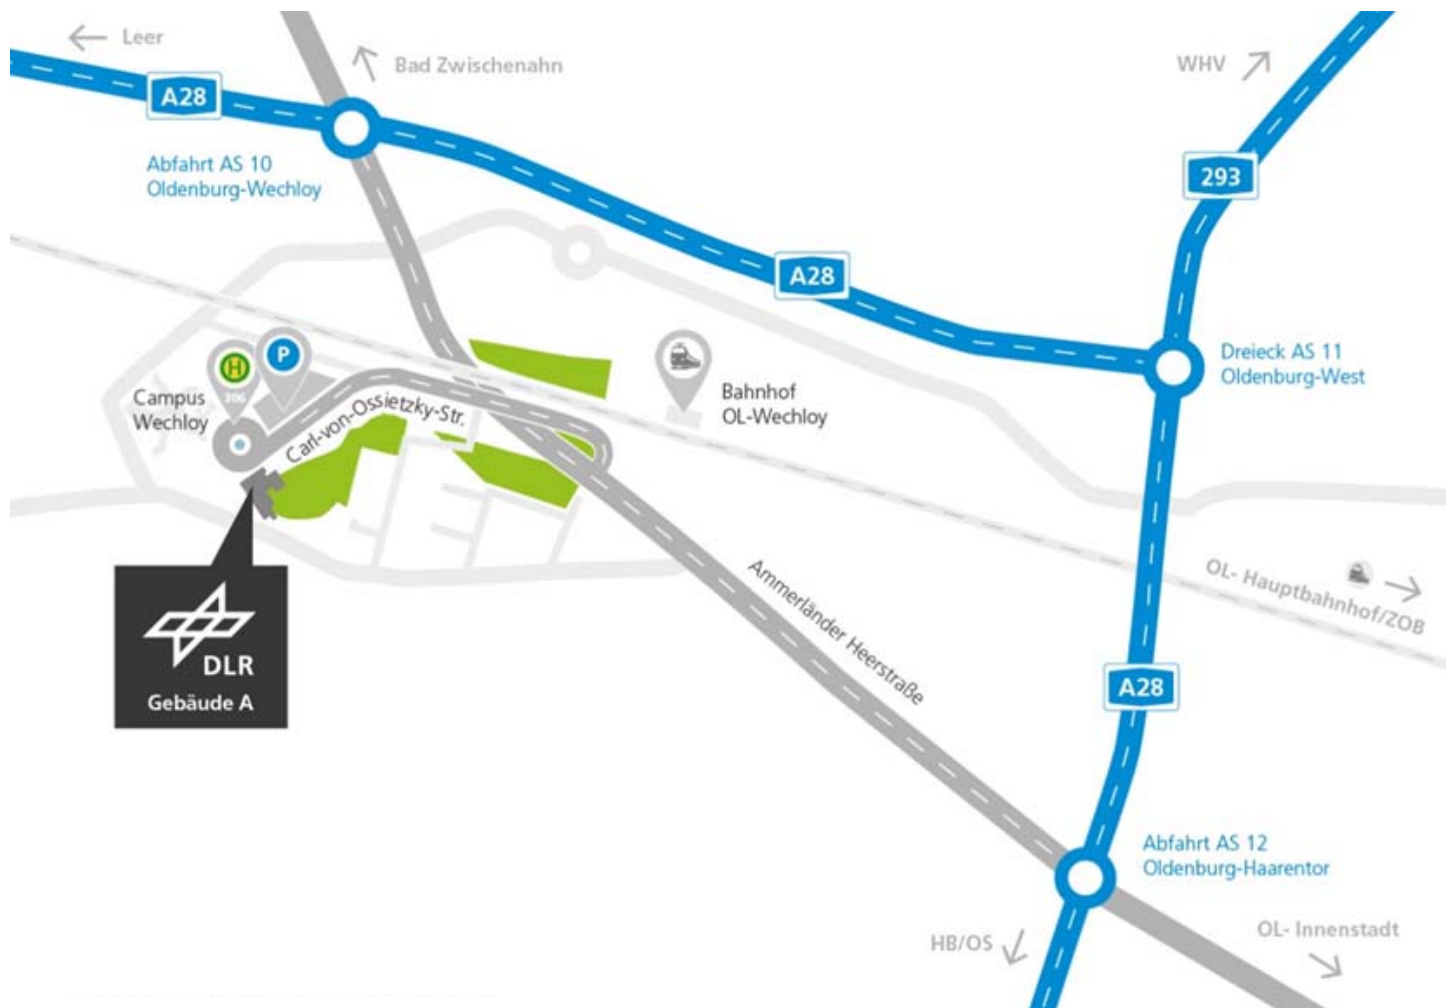 Leer
Bad Zwischenahn
WHV
A28
Abfahrt AS 10
Oldenburg-Wechloy
293
A28
Dreieck AS 11
Oldenburg-West
H
P
306
Campus
Wechloy
Carl-von-Ossietzky-Str.
Bahnhof
OL-Wechloy
OL- Hauptbahnhof/ZOB
Ammerländer Heerstraße
DLR
Gebäude A
A28
Abfahrt AS 12
Oldenburg-Haarentor
HB/OS
OL- Innenstadt